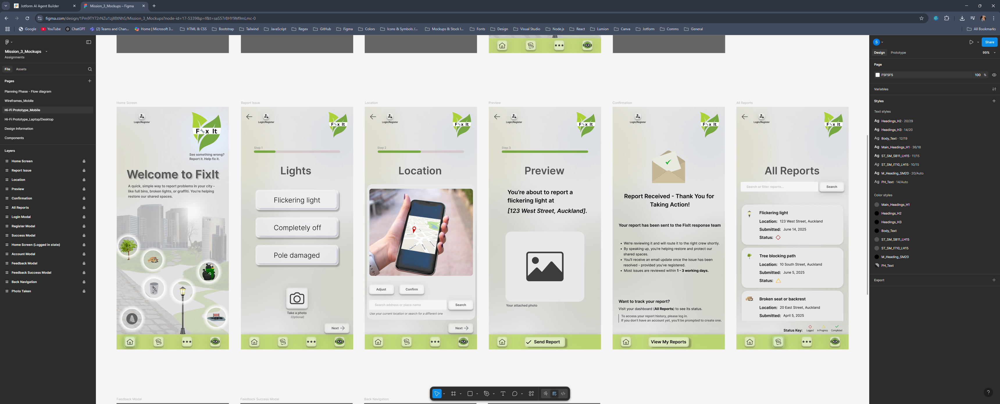 Jotform AI Agent Builder
Mission_3_Mockups – Figma
figma.com/design/1Pm9TY72rNZu1zjll8tNhS/Mission_3_Mockups?node-id=17-5339&p=f&t=saS57r8HY9M9mLmc-0
Google
YouTube
ChatGPT
(2) Teams and Chan...
Home | Microsoft 3...
HTML & CSS
Bootstrap
Tailwind
JavaScript
Regex
GitHub
Figma
Colors
Icons & Symbols /...
Mockups & Stock I...
Fonts
Design
Visual Studio
Node.js
React
Lumion
Canva
Jotform
Comms
General
All Bookmarks
Mission_3_Mockups
Assignments
File
Assets
Pages
Planning Phase - Flow diagram
Wireframes_Mobile
Hi-Fi Prototype_Mobile
Hi-Fi Prototype_Laptop/Desktop
Design Information
Components
Layers
Home Screen
Report Issue
Location
Preview
Confirmation
All Reports
Login Modal
Register Modal
Success Modal
Home Screen (Logged in state)
Account Modal
Feedback Modal
Feedback Success Modal
Back Navigation
Photo Taken
Home Screen
Login/Register
Fix It
See something wrong?
Report it. Help fix it.
Welcome to FixIt
A quick, simple way to report problems in your city -
like full bins, broken lights, or graffiti. You're helping
restore our shared spaces.
Report Issue
Login/Register
Fix It
Step 1
Lights
Flickering light
Completely off
Pole damaged
Take a photo
(Optional)
Next
Location
Login/Register
Fix It
Step 2
Location
Adjust
Confirm
Search address or place name
Search
Use your current location or search for a different one
Next
Preview
Login/Register
Fix It
Step 3
Preview
You're about to report a
flickering light at
[123 West Street, Auckland].
Your attached photo
Send Report
Confirmation
Login/Register
Fix It
Report Received - Thank You for
Taking Action!
Your report has been sent to the FixIt response team
• We're reviewing it and will route it to the right crew shortly.
• By speaking up, you're helping restore and protect our
shared spaces.
• You'll receive an email update once the issue has been
resolved - provided you've registered.
• Most issues are reviewed within 1 - 3 working days.
Want to track your report?
Visit your dashboard (All Reports) to see its status.
To access your report history, please log in.
If you don't have an account yet, you'll be prompted to create one.
View My Reports
All Reports
Login/Register
Fix It
All Reports
Search or filter reports...
Search
Flickering light
Location: 123 West Street, Auckland
Submitted: June 14, 2025
Status:
Tree blocking path
Location: 10 South Street, Auckland
Submitted: June 5, 2025
Status:
Broken seat or backrest
Location: 20 East Street, Auckland
Submitted: April 5, 2025
Status Key:
Logged
In Progress
Completed
Feedback Modal
Feedback Success Modal
Back Navigation
S
Share
Design
Prototype
99%
Page
F5F5F5
100 %
Variables
Styles
Text styles
Ag Headings_H2 · 20/29
Ag Headings_H3 · 14/20
Ag Body_Text · 12/19
Ag Main_Headings_H1 · 36/18
Ag ST_SM_SB11_LH15 · 11/15
Ag ST_SM_IT10_LH15 · 10/15
Ag M_Heading_SM20 · 20/Auto
Ag PH_Text · 14/Auto
Color styles
Main_Headings_H1
Headings_H2
Headings_H3
Body_Text
ST_SM_SB11_LH15
ST_SM_IT10_LH15
M_Heading_SM20
PH_Text
Export
?